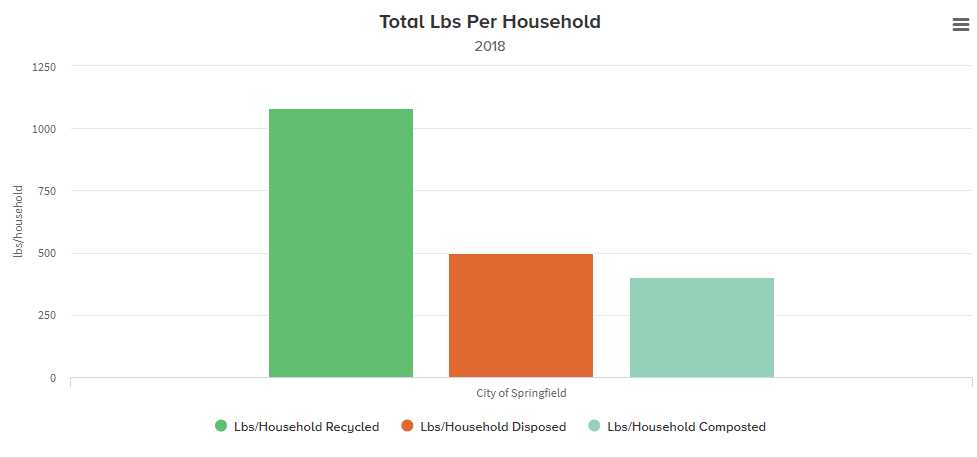 Total Lbs Per Household
2018
1250
1000
750
500
250
0
lbs/household
City of Springfield
Lbs/Household Recycled Lbs/Household Disposed Lbs/Household Composted